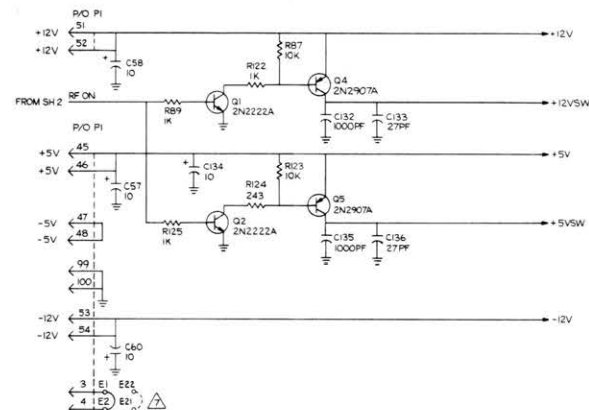 P/O P1
51
+12V
+12V
52
+12V
+
C58
10
R87
10K
R122
1K
Q4
2N2907A
FROM SH 2
RF ON
R89
1K
Q1
2N2222A
+12VSW
C132
1000PF
C133
27PF
P/O P1
45
+5V
+5V
46
+5V
+
C57
10
+
C134
10
R123
10K
R124
243
Q5
2N2907A
47
-5V
48
-5V
R125
1K
Q2
2N2222A
+5VSW
C135
1000PF
C136
27PF
99
100
53
-12V
-12V
54
-12V
+
C60
10
3
E1
E22
4
E2
E21
7